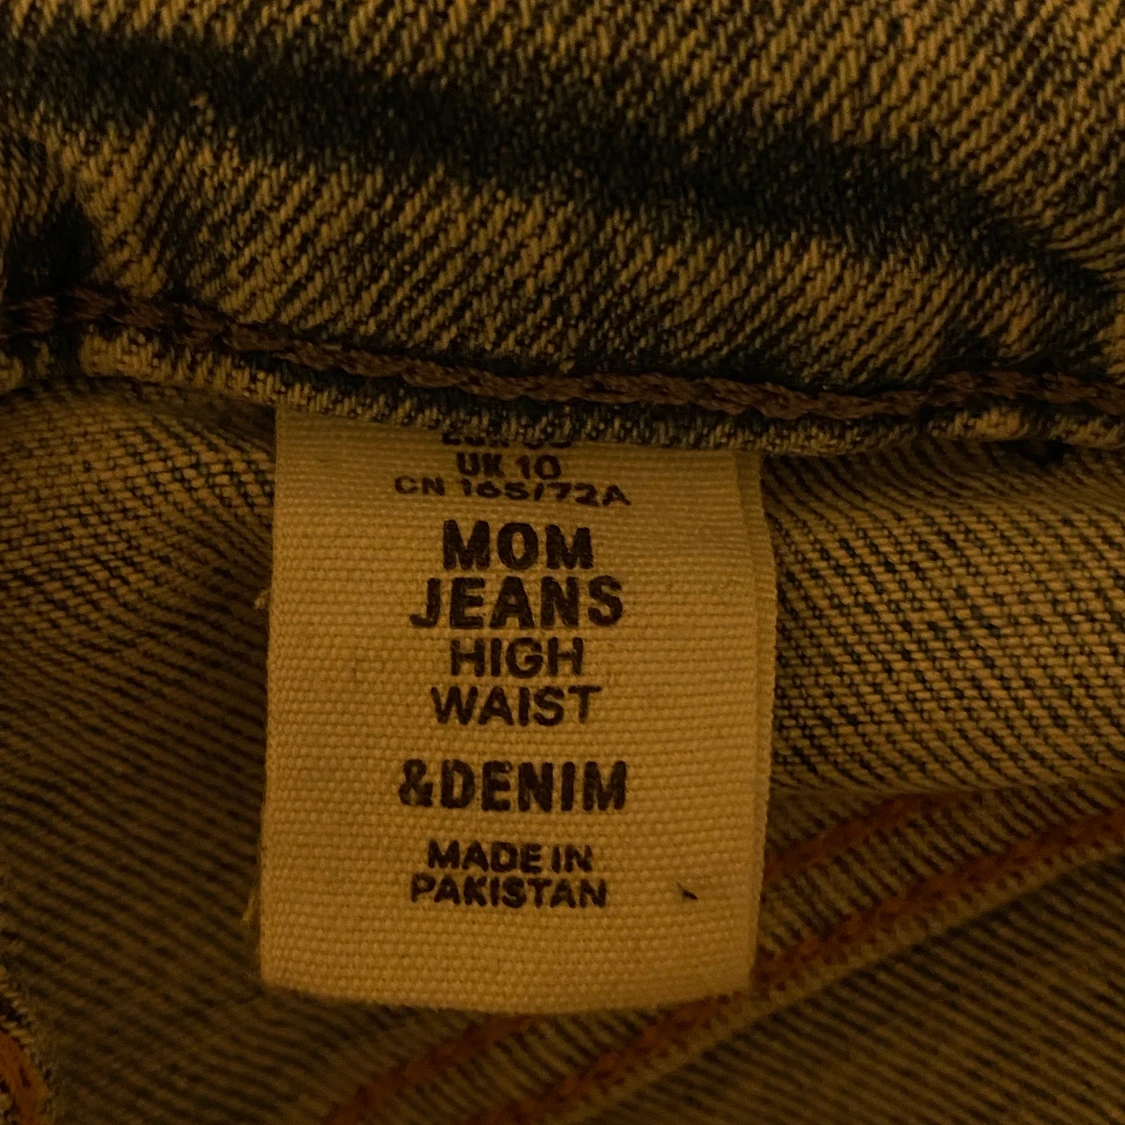 UK 10
CN 165/72A
MOM
JEANS
HIGH
WAIST
&DENIM
MADE IN
PAKISTAN